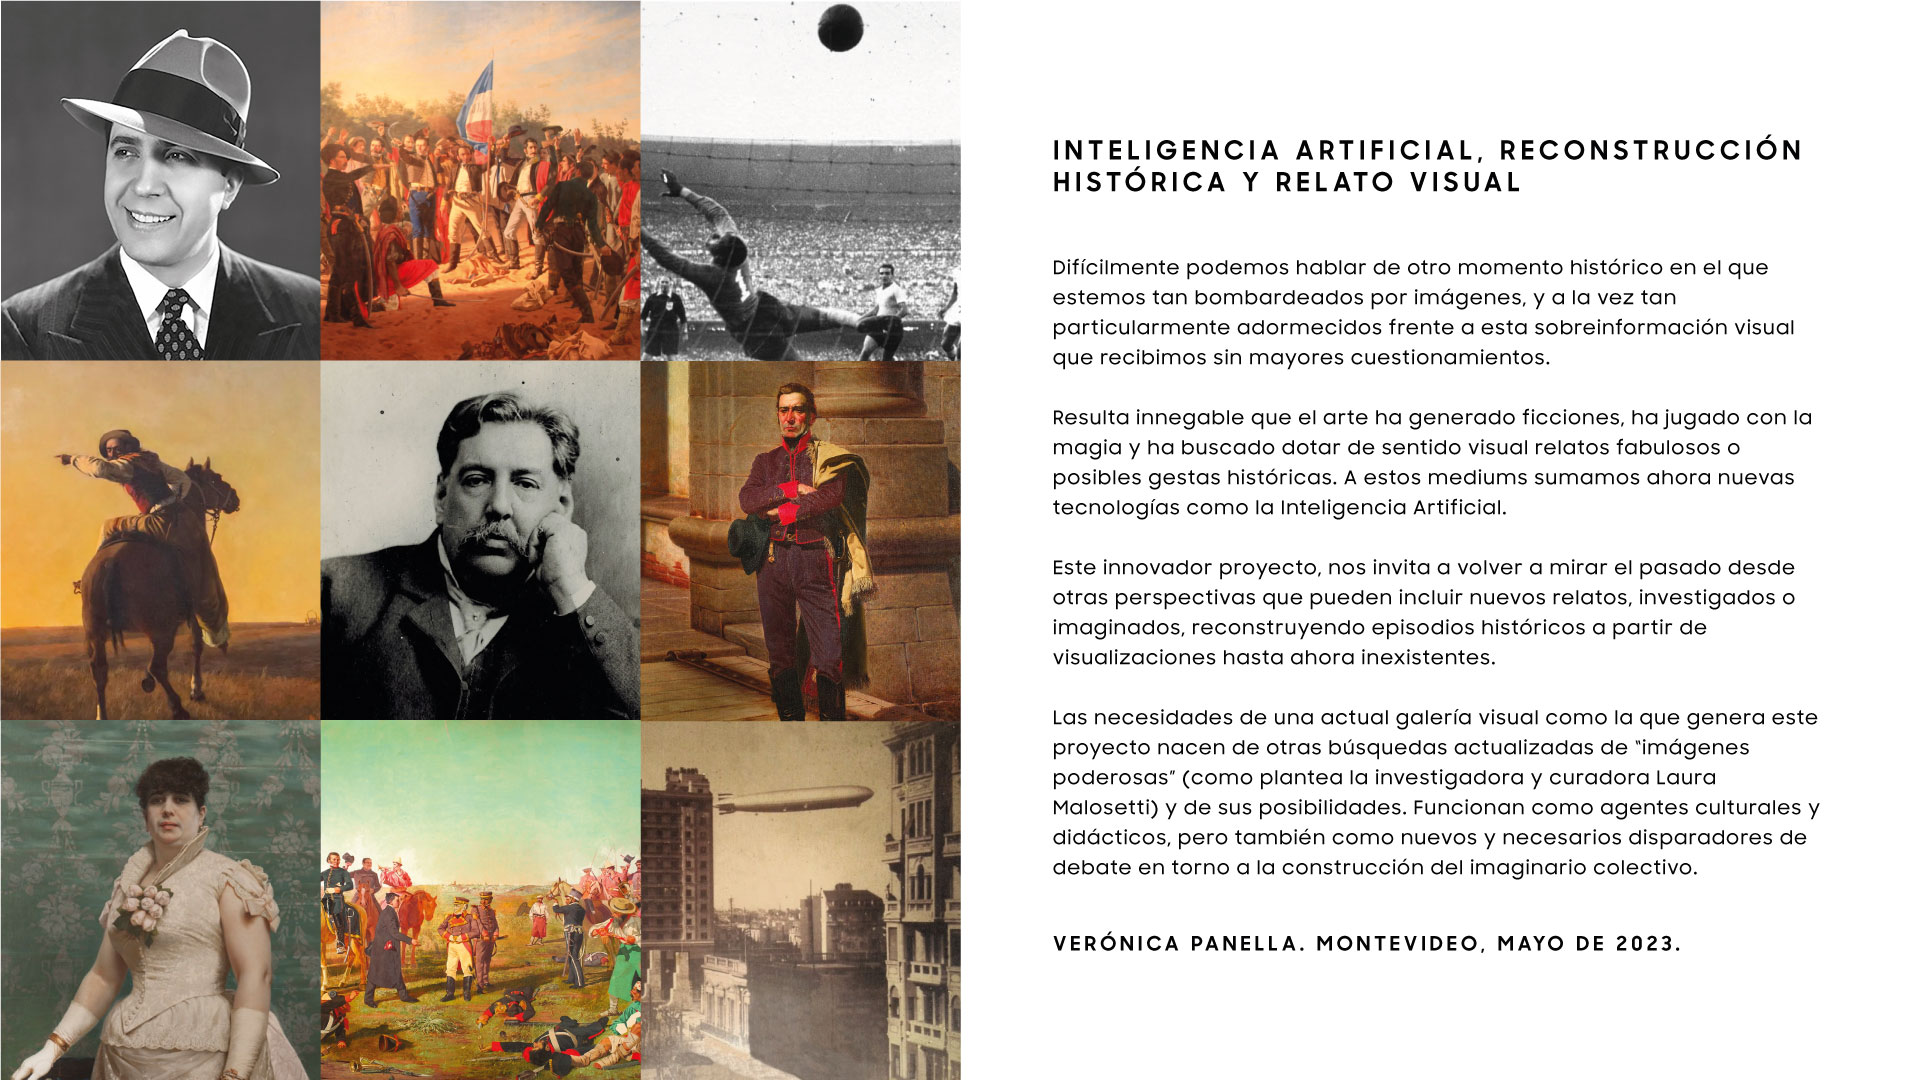 INTELIGENCIA ARTIFICIAL, RECONSTRUCCIÓN
HISTÓRICA Y RELATO VISUAL
Difícilmente podemos hablar de otro momento histórico en el que
estemos tan bombardeados por imágenes, y a la vez tan
particularmente adormecidos frente a esta sobreinformación visual
que recibimos sin mayores cuestionamientos.
Resulta innegable que el arte ha generado ficciones, ha jugado con la
magia y ha buscado dotar de sentido visual relatos fabulosos o
posibles gestas históricas. A estos mediums sumamos ahora nuevas
tecnologías como la Inteligencia Artificial.
Este innovador proyecto, nos invita a volver a mirar el pasado desde
otras perspectivas que pueden incluir nuevos relatos, investigados o
imaginados, reconstruyendo episodios históricos a partir de
visualizaciones hasta ahora inexistentes.
Las necesidades de una actual galería visual como la que genera este
proyecto nacen de otras búsquedas actualizadas de “imágenes
poderosas” (como plantea la investigadora y curadora Laura
Malosetti) y de sus posibilidades. Funcionan como agentes culturales y
didácticos, pero también como nuevos y necesarios disparadores de
debate en torno a la construcción del imaginario colectivo.
VERÓNICA PANELLA. MONTEVIDEO, MAYO DE 2023.